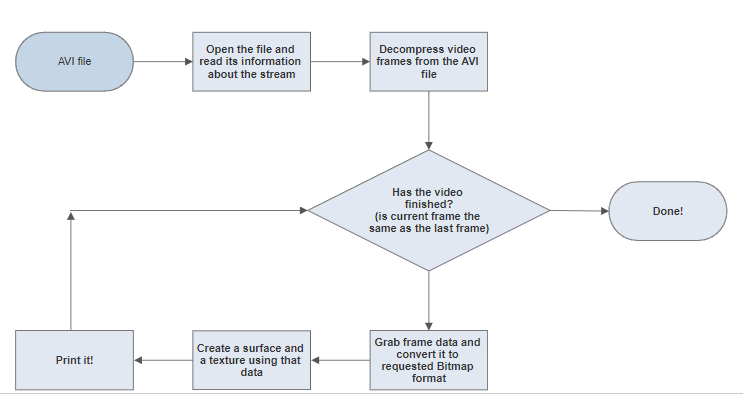 AVI file
Open the file and
read its information
about the stream
Decompress video
frames from the AVI
file
Has the video
finished?
(is current frame the
same as the last frame)
Done!
Print it!
Create a surface and
a texture using that
data
Grab frame data and
convert it to
requested Bitmap
format